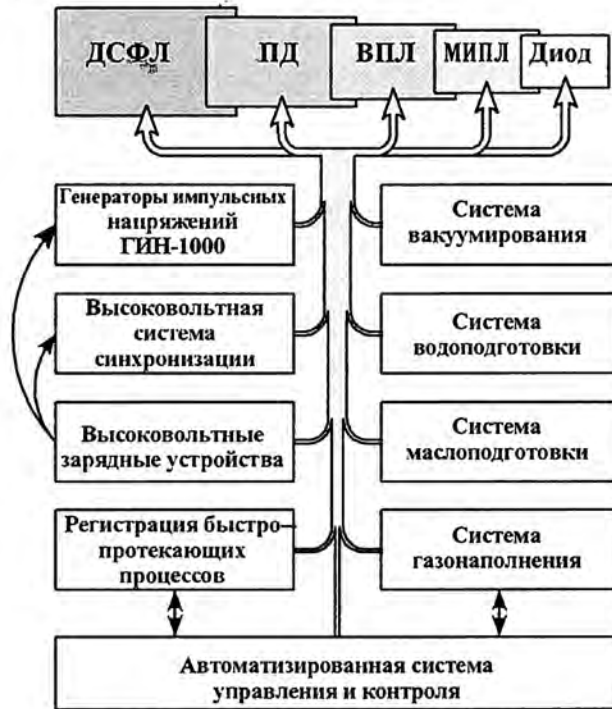 ДСФЛ
ПД
ВПЛ
МИПЛ
Диод
Генераторы импульсных
напряжений
ГИН-1000
Система
вакуумирования
Высоковольтная
система
синхронизации
Система
водоподготовки
Высоковольтные
зарядные устройства
Система
маслоподготовки
Регистрация быстро–
протекающих
процессов
Система
газонаполнения
Автоматизированная система
управления и контроля